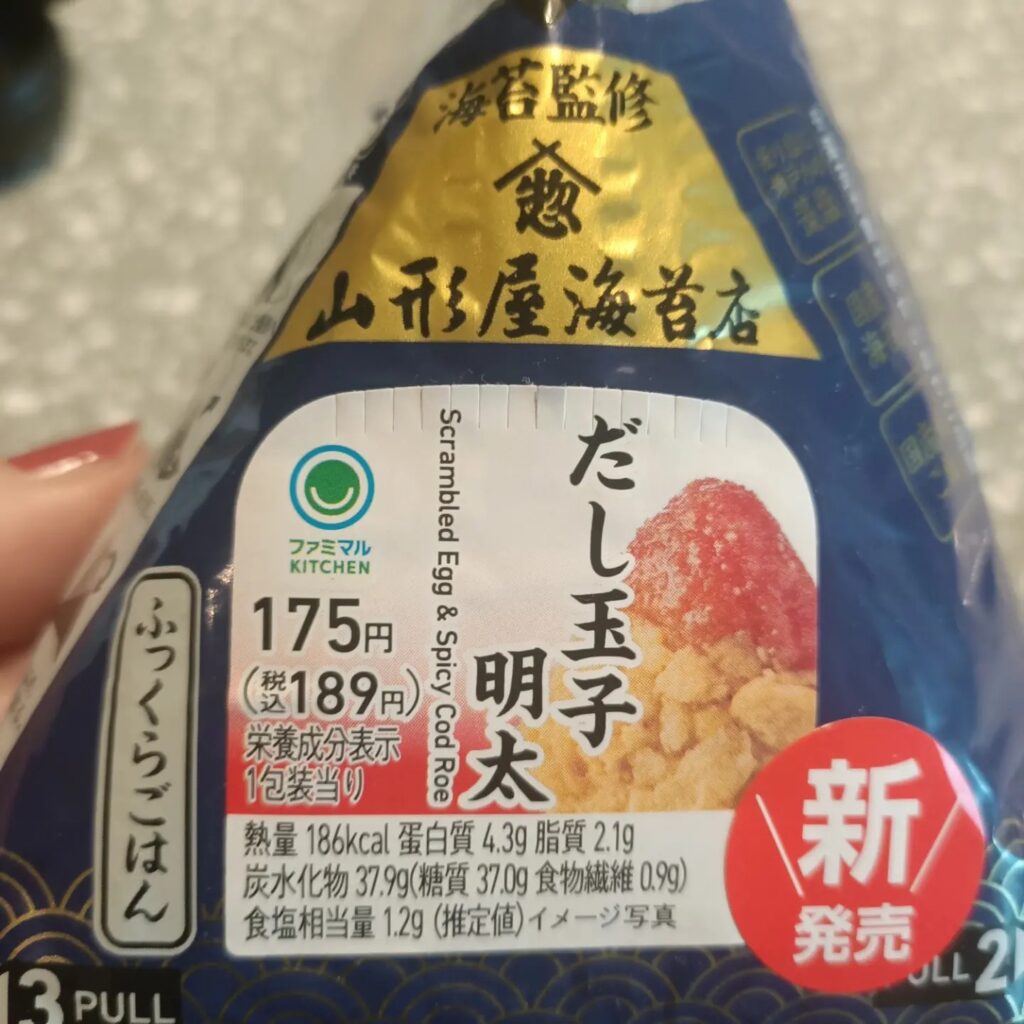 海苔監修
惣
山形屋海苔店
だし玉子
明太
Scrambled Egg & Spicy Cod Roe
ファミマル
KITCHEN
175円
(税込189円)
栄養成分表示
1包装当り
熱量 186kcal 蛋白質 4.3g 脂質 2.1g
炭水化物 37.9g(糖質 37.0g 食物繊維 0.9g)
食塩相当量 1.2g (推定値)イメージ写真
ふっくらごはん
新
発売
3 PULL
PULL 2